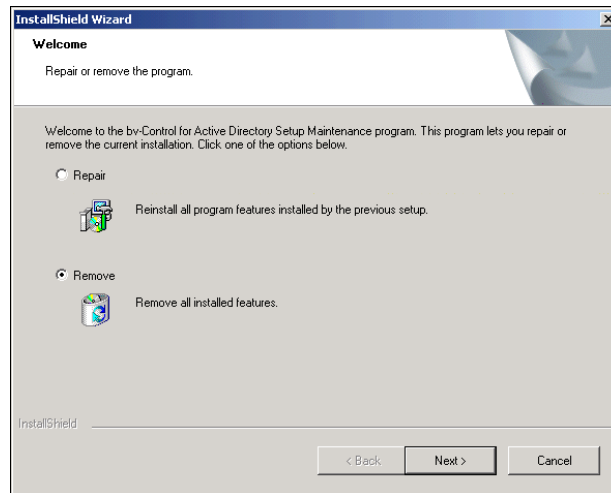 InstallShield Wizard
Welcome
Repair or remove the program.
Welcome to the bv-Control for Active Directory Setup Maintenance program. This program lets you repair or
remove the current installation. Click one of the options below.
Repair
Reinstall all program features installed by the previous setup.
Remove
Remove all installed features.
InstallShield
< Back
Next >
Cancel